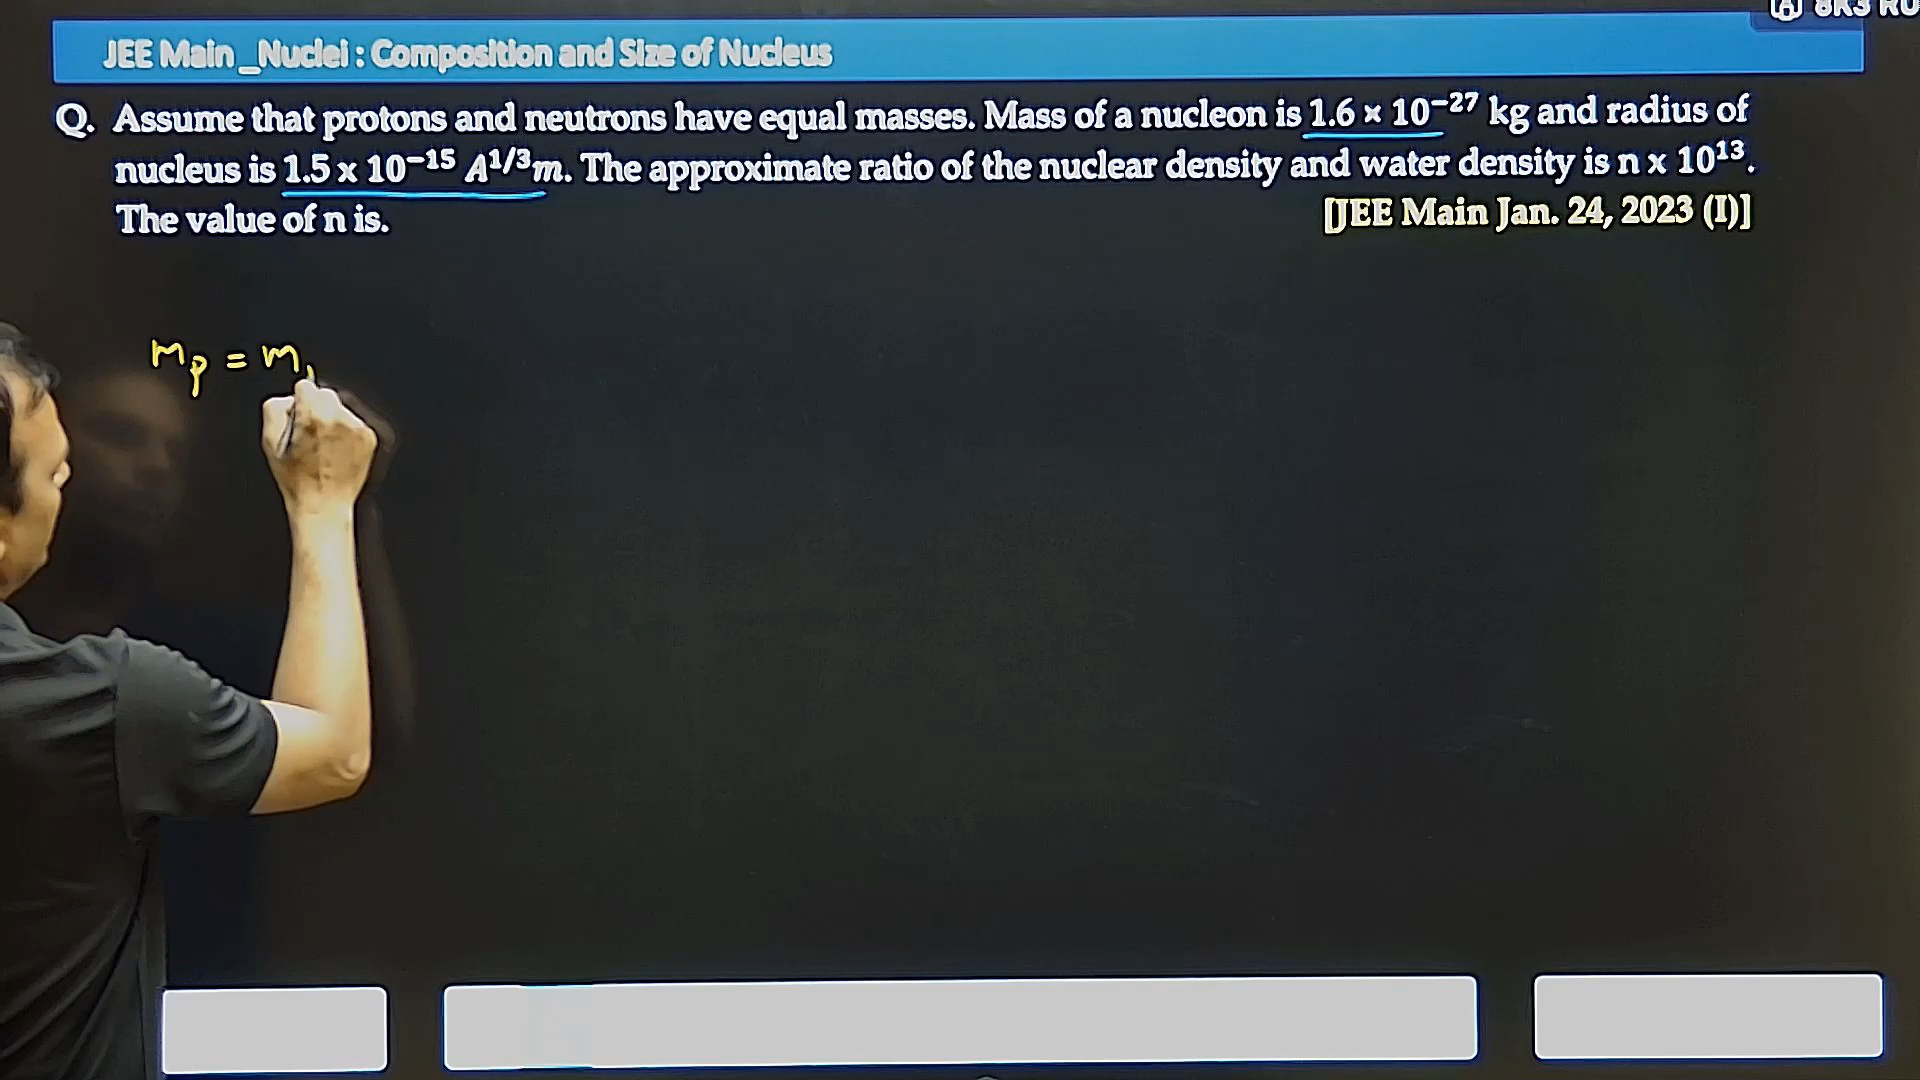 JEE Main_Nuclei : Composition and Size of Nucleus
Q. Assume that protons and neutrons have equal masses. Mass of a nucleon is 1.6 × 10⁻²⁷ kg and radius of
nucleus is 1.5 x 10⁻¹⁵ A¹/³m. The approximate ratio of the nuclear density and water density is n x 10¹³.
The value of n is.
[JEE Main Jan. 24, 2023 (I)]
mₚ = m